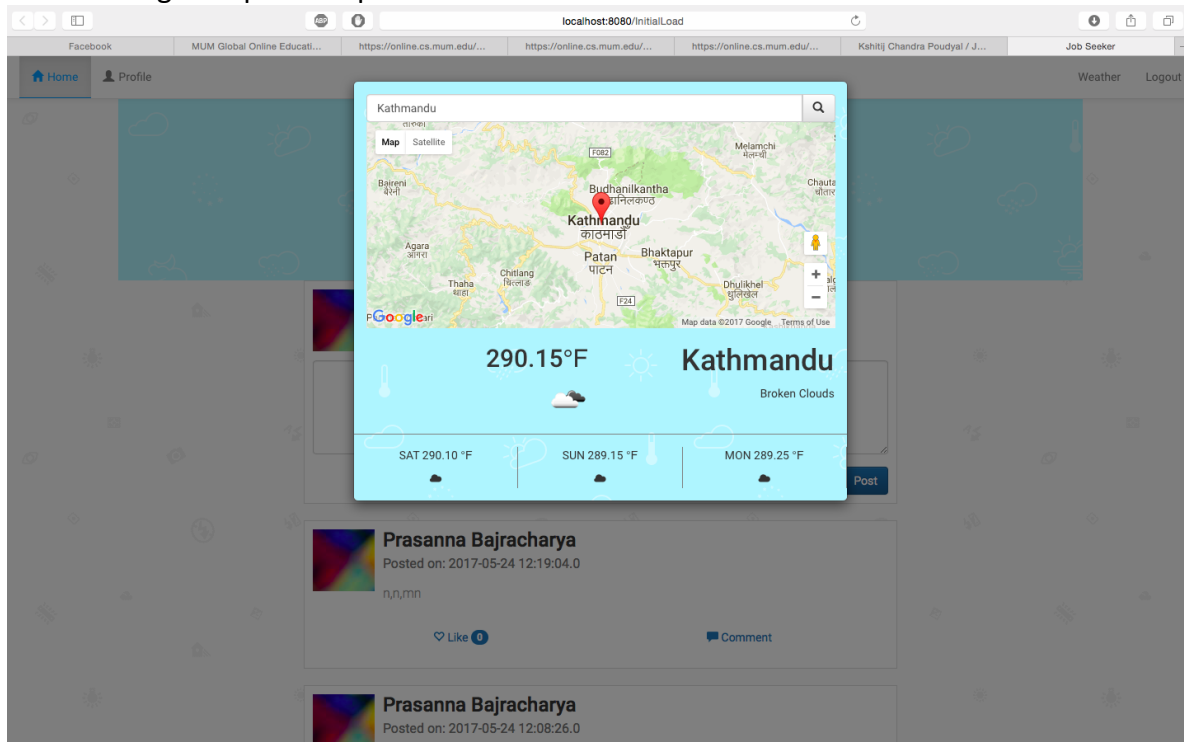 localhost:8080/InitialLoad
Facebook
MUM Global Online Educati...
https://online.cs.mum.edu/...
https://online.cs.mum.edu/...
https://online.cs.mum.edu/...
Kshitij Chandra Poudyal / J...
Job Seeker
Home
Profile
Weather
Logout
Kathmandu
Map
Satellite
F082
Melamchi
मेलम्ची
Baireni
बैरेनी
Budhanilkantha
Chauta
चौतार
Kathmandu
काठमाडौँ
Agara
आगरा
Patan
पाटन
Bhaktapur
भक्तपुर
Chitlang
चित्लाङ
Thaha
थाहा
Dhulikhel
धुलिखेल
F24
Google
Map data ©2017 Google
Terms of Use
290.15°F
Kathmandu
Broken Clouds
SAT 290.10 °F
SUN 289.15 °F
MON 289.25 °F
Post
Prasanna Bajracharya
Posted on: 2017-05-24 12:19:04.0
n,n,mn
Like 0
Comment
Prasanna Bajracharya
Posted on: 2017-05-24 12:08:26.0